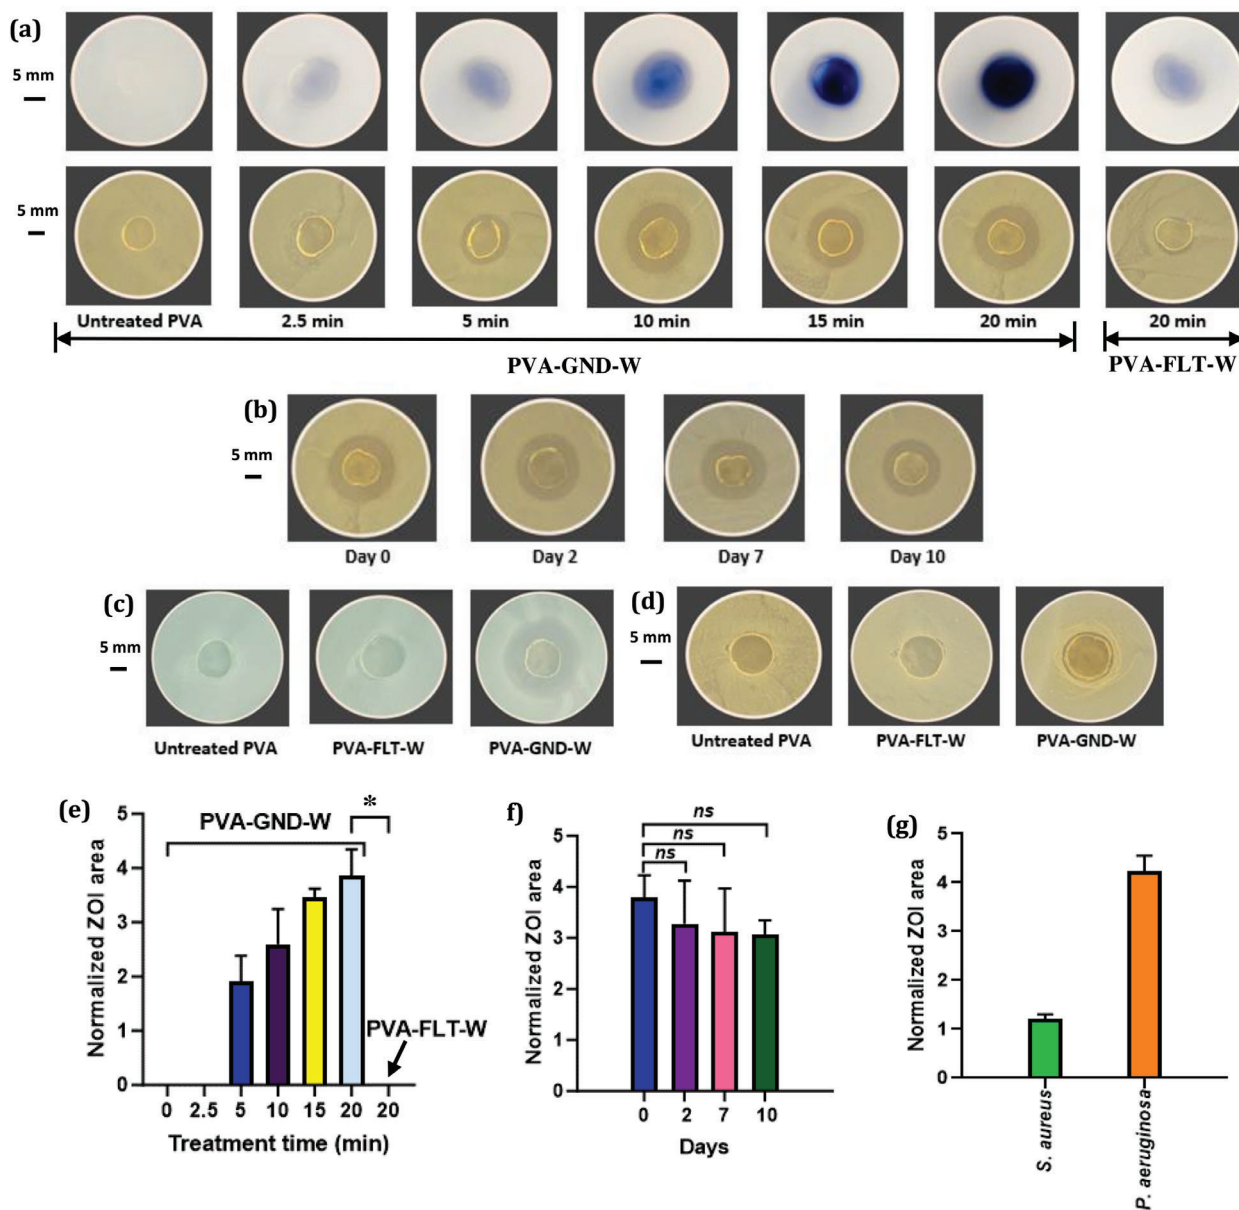 (a)
5 mm
5 mm
Untreated PVA 2.5 min 5 min 10 min 15 min 20 min 20 min
PVA-GND-W PVA-FLT-W
(b)
5 mm
Day 0 Day 2 Day 7 Day 10
(c)
5 mm
Untreated PVA PVA-FLT-W PVA-GND-W
(d)
5 mm
Untreated PVA PVA-FLT-W PVA-GND-W
(e)
PVA-GND-W
*
PVA-FLT-W
Normalized ZOI area
5
4
3
2
1
0
0 2.5 5 10 15 20 20
Treatment time (min)
f)
ns
ns
ns
Normalized ZOI area
5
4
3
2
1
0
0 2 7 10
Days
(g)
Normalized ZOI area
5
4
3
2
1
0
S. aureus
P. aeruginosa